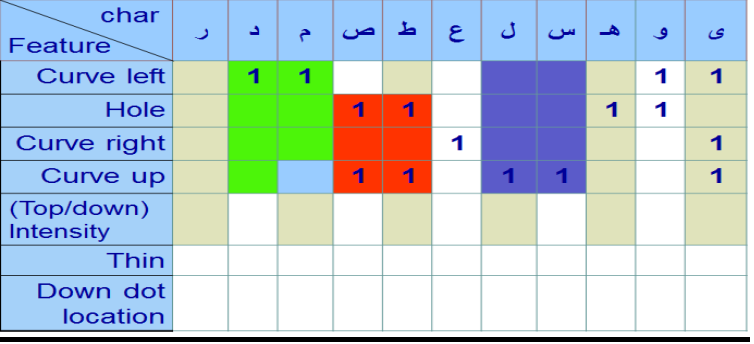 char
Feature
ر د م ص ط ع ل س هـ و ى
Curve left 1 1 1 1
Hole 1 1 1 1
Curve right 1 1
Curve up 1 1 1 1 1
(Top/down)
Intensity
Thin
Down dot
location